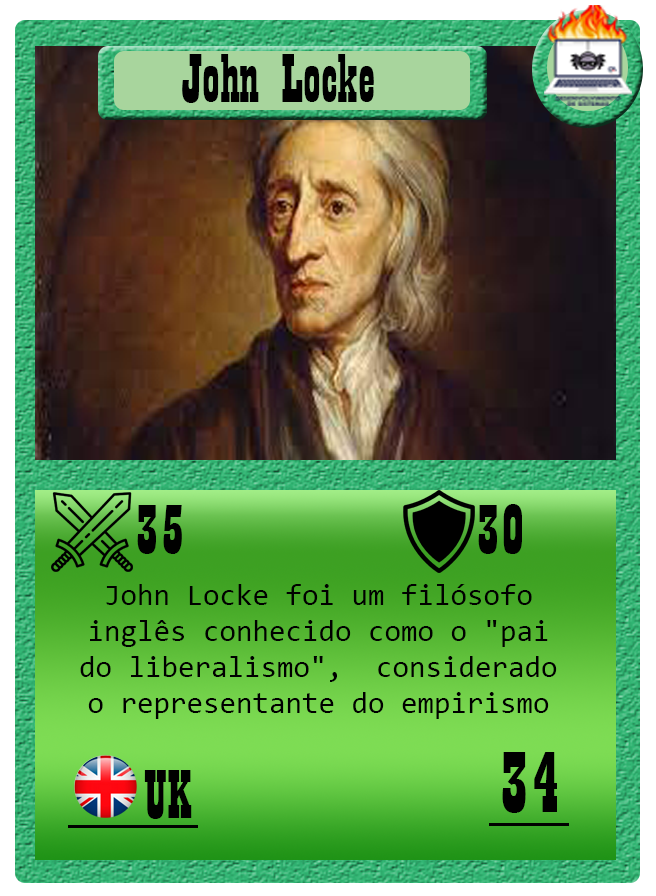 John Locke
35
30
John Locke foi um filósofo
inglês conhecido como o "pai
do liberalismo", considerado
o representante do empirismo
UK
34